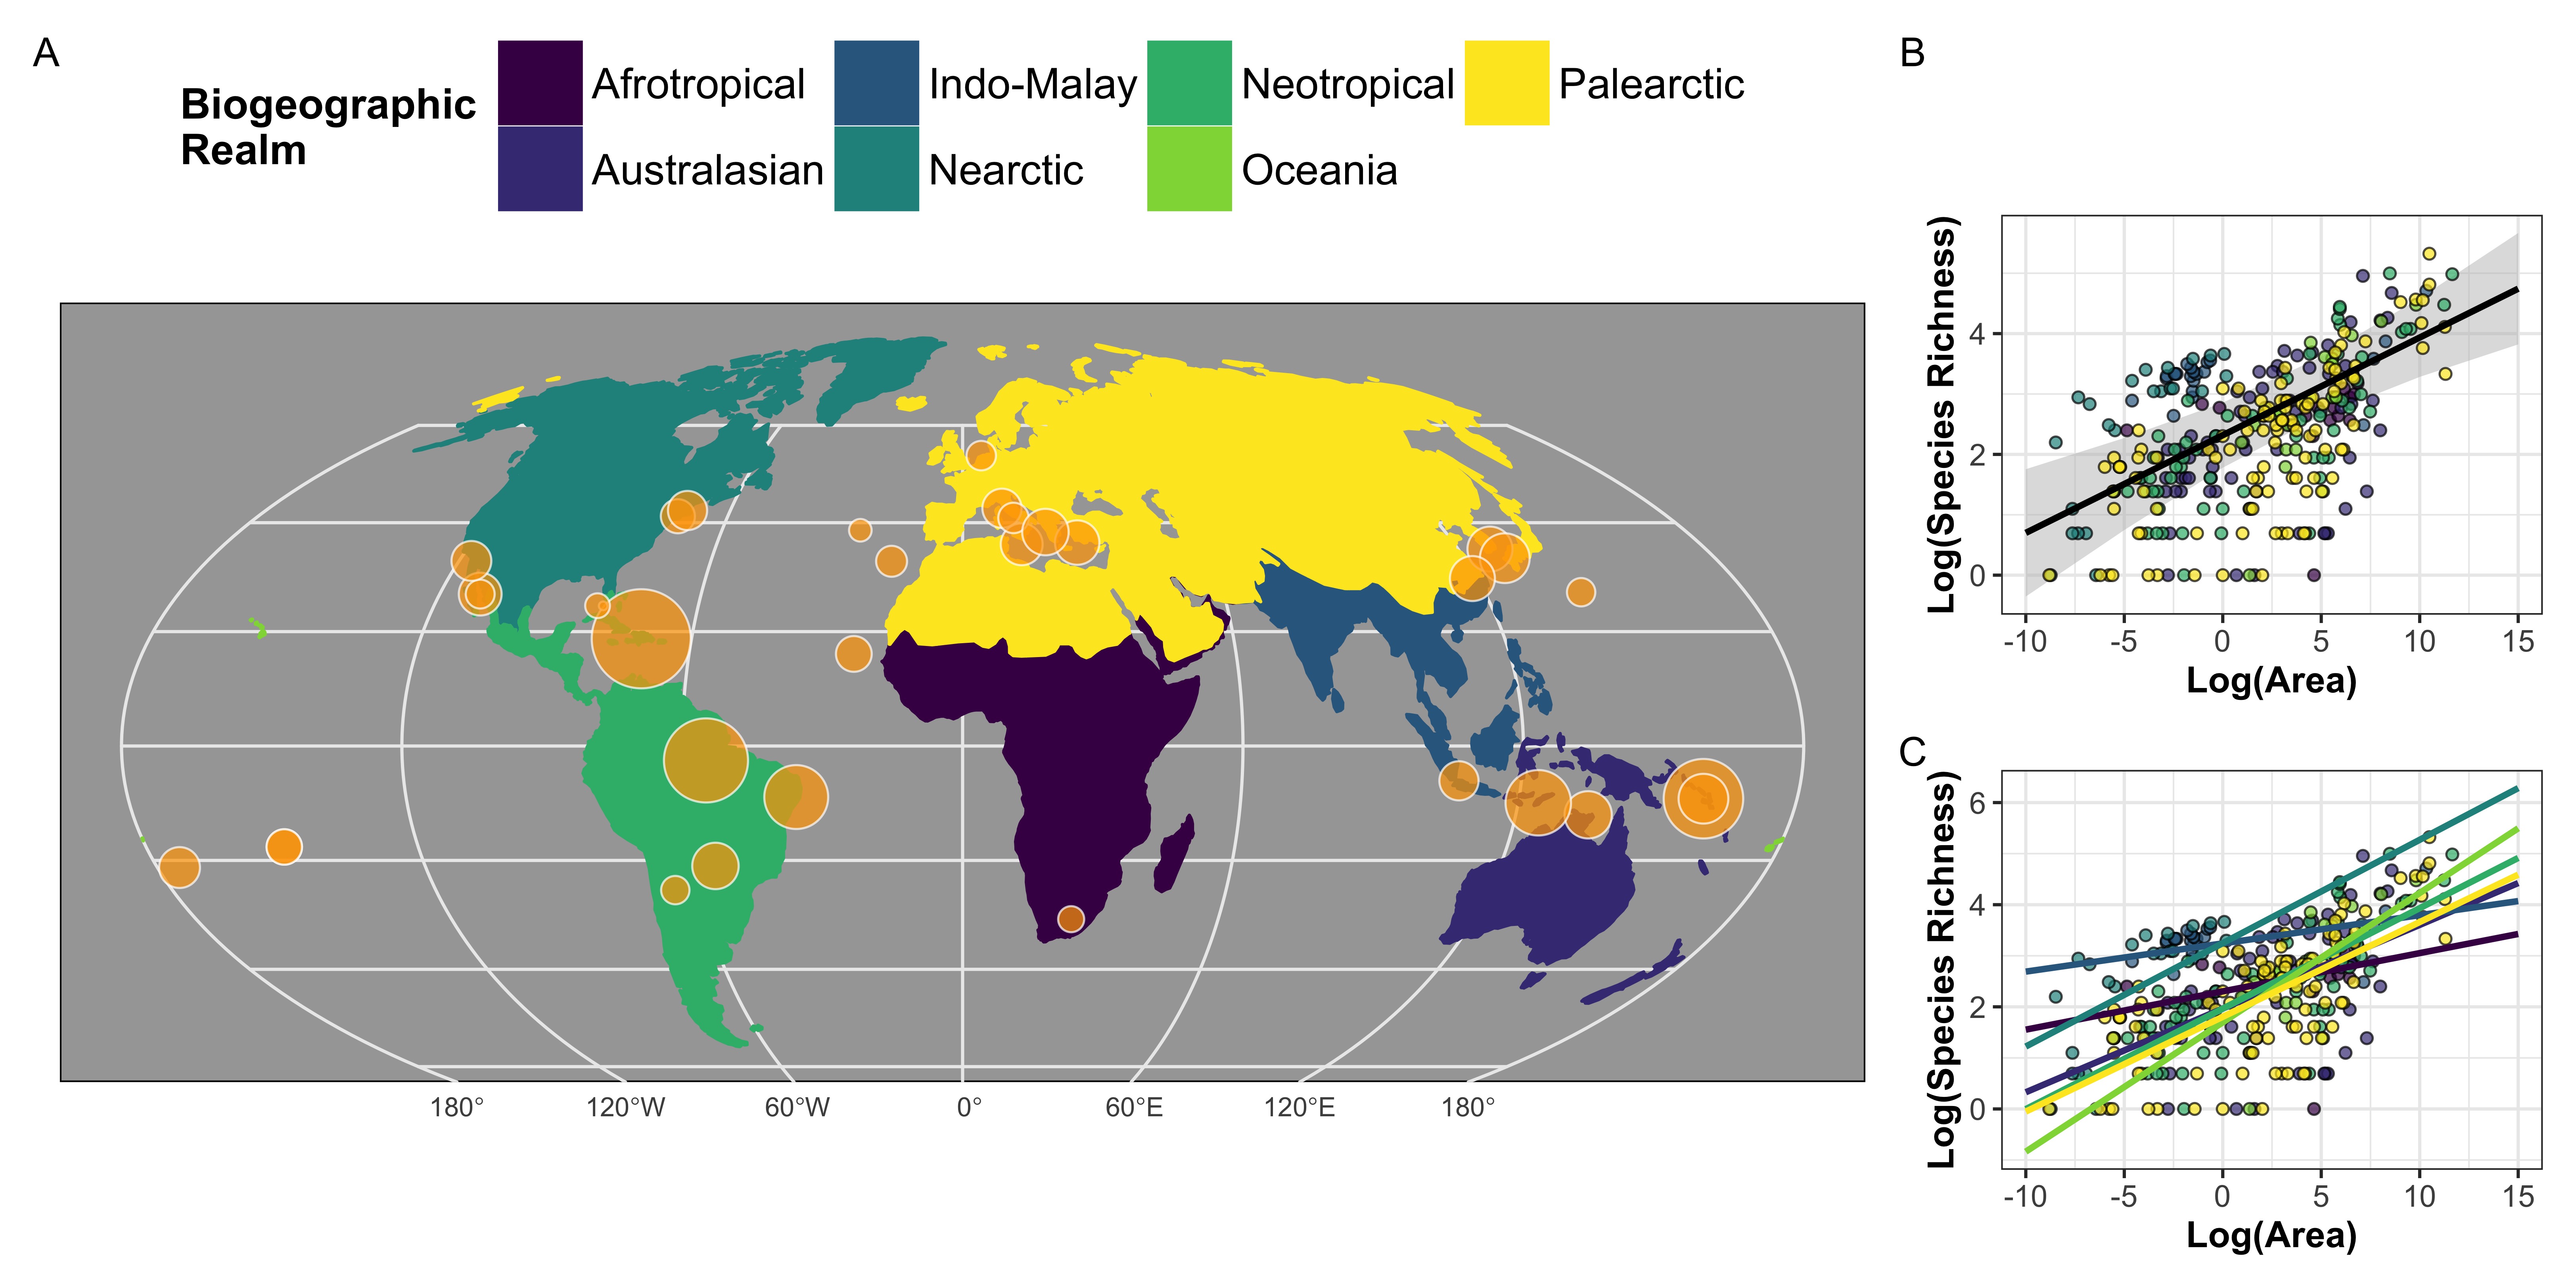 A
Biogeographic
Realm
Afrotropical
Indo-Malay
Neotropical
Palearctic
Australasian
Nearctic
Oceania
180°
120°W
60°W
0°
60°E
120°E
180°
B
Log(Species Richness)
4
2
0
-10
-5
0
5
10
15
Log(Area)
C
Log(Species Richness)
6
4
2
0
-10
-5
0
5
10
15
Log(Area)